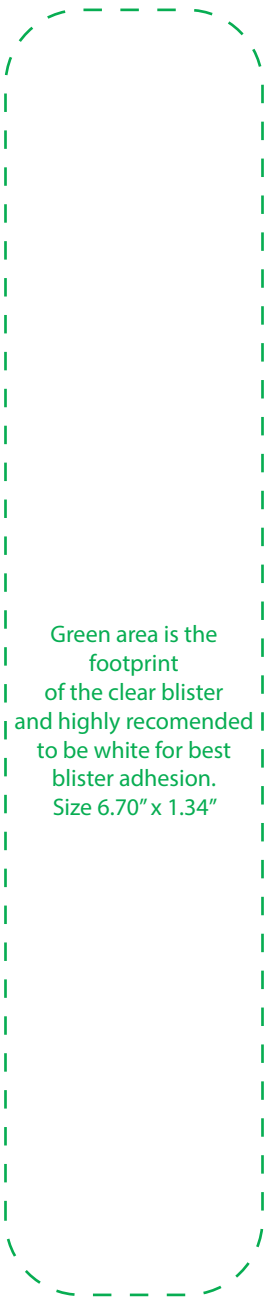 Green area is the
footprint
of the clear blister
and highly recomended
to be white for best
blister adhesion.
Size 6.70” x 1.34”